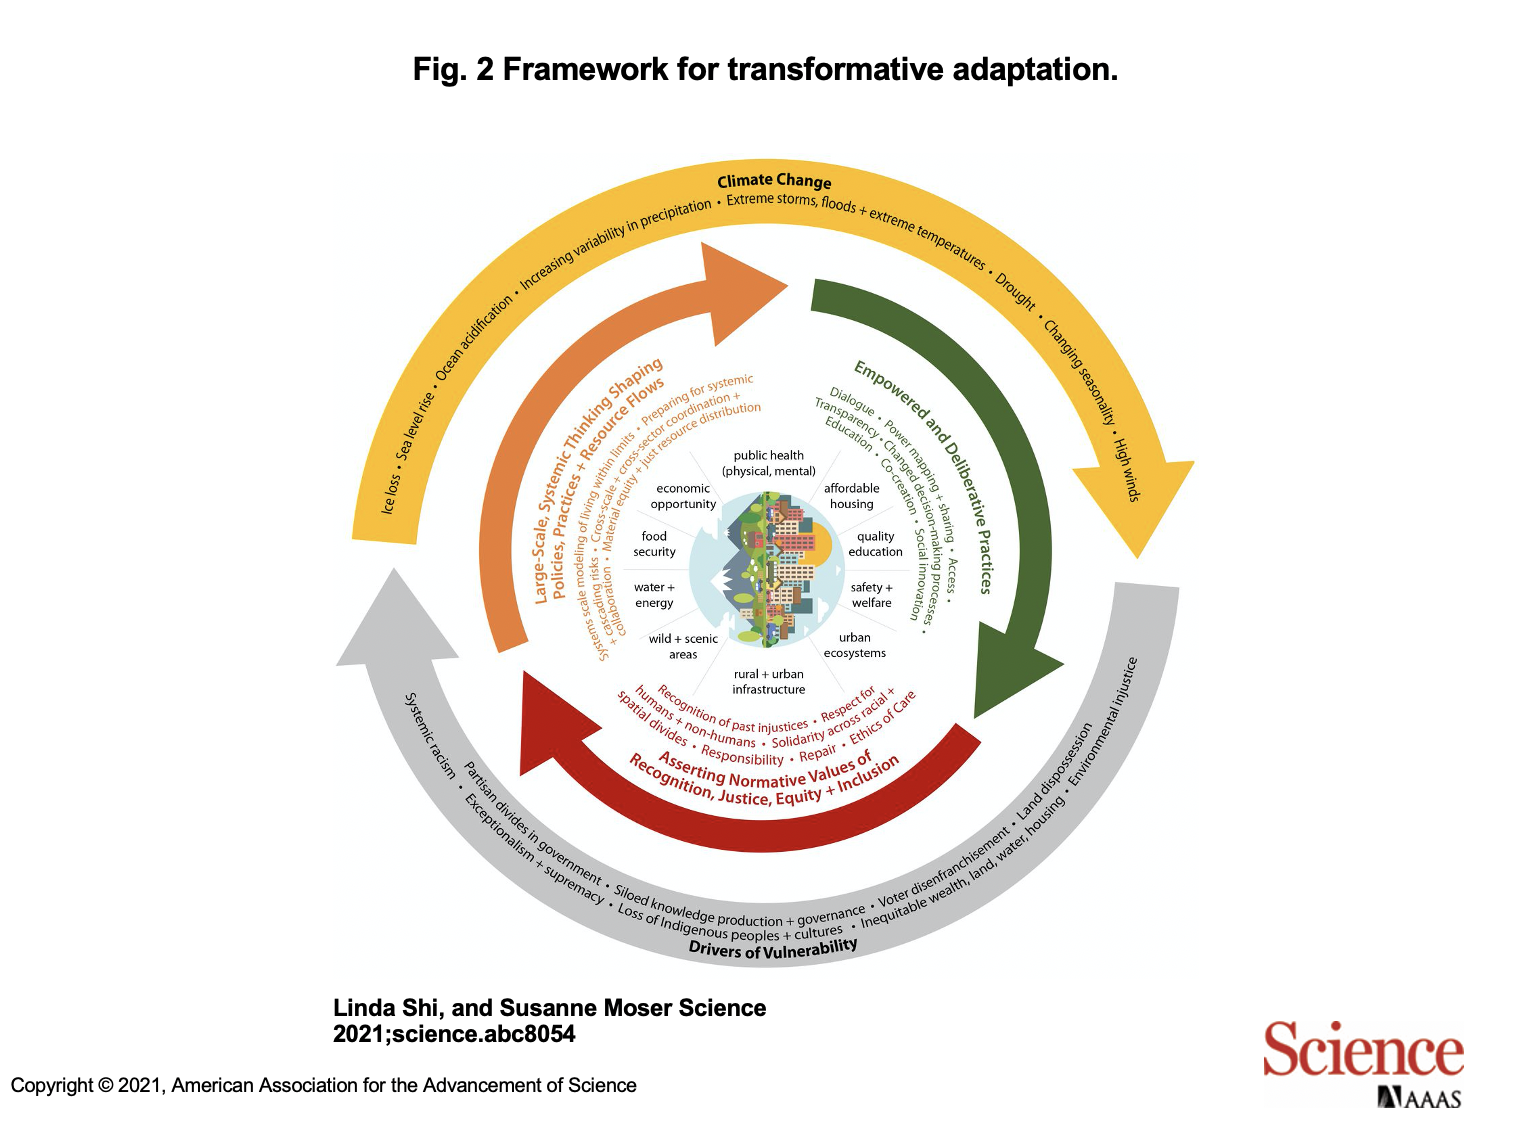 Fig. 2 Framework for transformative adaptation.
Climate Change
Ice loss • Sea level rise • Ocean acidification • Increasing variability in precipitation • Extreme storms, floods + extreme temperatures • Drought • Changing seasonality • High winds
Large-Scale, Systemic Thinking Shaping
Policies, Practices + Resource Flows
Systems scale modeling of living within limits • Preparing for systemic
+ cascading risks • Cross-scale + cross-sector coordination +
collaboration • Material equity + just resource distribution
Empowered and Deliberative Practices
Dialogue • Power mapping + sharing • Access •
Transparency • Changed decision-making processes •
Education • Co-creation • Social innovation
public health
(physical, mental)
economic
opportunity
affordable
housing
food
security
quality
education
water +
energy
safety +
welfare
wild + scenic
areas
urban
ecosystems
rural + urban
infrastructure
Recognition of past injustices • Respect for
humans + non-humans • Solidarity across racial +
spatial divides • Responsibility • Repair • Ethics of Care
Asserting Normative Values of
Recognition, Justice, Equity + Inclusion
Partisan divides in government • Siloed knowledge production + governance • Voter disenfranchisement • Land dispossession
Systemic racism • Exceptionalism + supremacy • Loss of Indigenous peoples + cultures • Inequitable wealth, land, water, housing • Environmental injustice
Drivers of Vulnerability
Linda Shi, and Susanne Moser Science
2021;science.abc8054
Copyright © 2021, American Association for the Advancement of Science
Science
AAAS